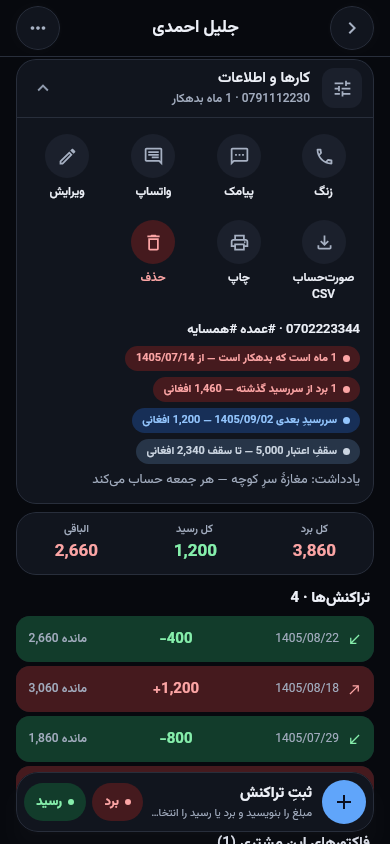 جلیل احمدی
کارها و اطلاعات
0791112230 · 1 ماه بدهکار
زنگ
پیامک
واتساپ
ویرایش
صورت‌حساب CSV
چاپ
حذف
0702223344 · #عمده #همسایه
1 ماه است که بدهکار است — از 1405/07/14
1 برد از سررسید گذشته — 1,460 افغانی
سررسیدِ بعدی 1405/09/02 — 1,200 افغانی
سقفِ اعتبار 5,000 — تا سقف 2,340 افغانی
یادداشت: مغازهٔ سرِ کوچه — هر جمعه حساب می‌کند
کل برد
کل رسید
الباقی
3,860
1,200
2,660
تراکنش‌ها · 4
1405/08/22
−400
مانده 2,660
1405/08/18
+1,200
مانده 3,060
1405/07/29
−800
مانده 1,860
ثبتِ تراکنش
مبلغ را بنویسید و برد یا رسید را انتخا...
برد
رسید
فاکتورهای این مشتری (1)